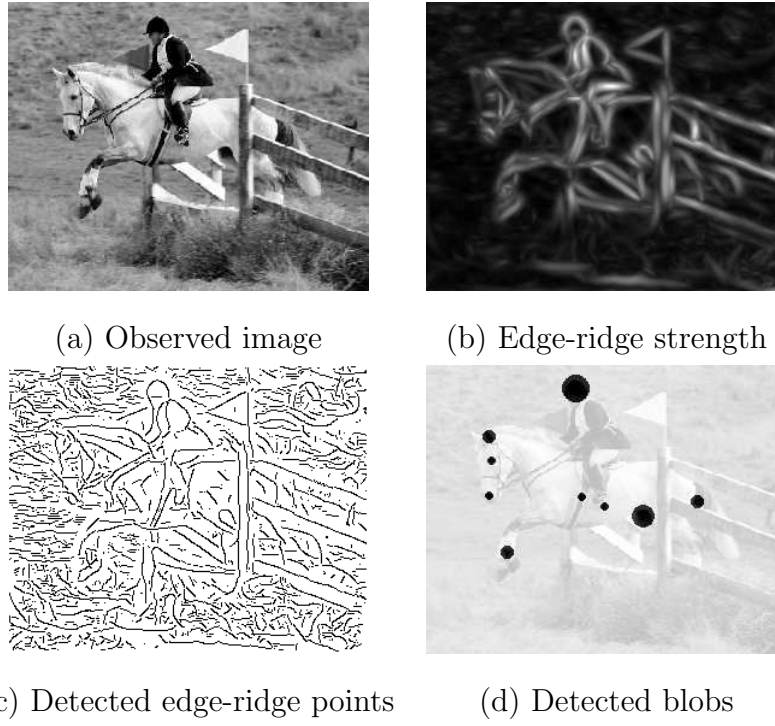 (a) Observed image
(b) Edge-ridge strength
c) Detected edge-ridge points
(d) Detected blobs